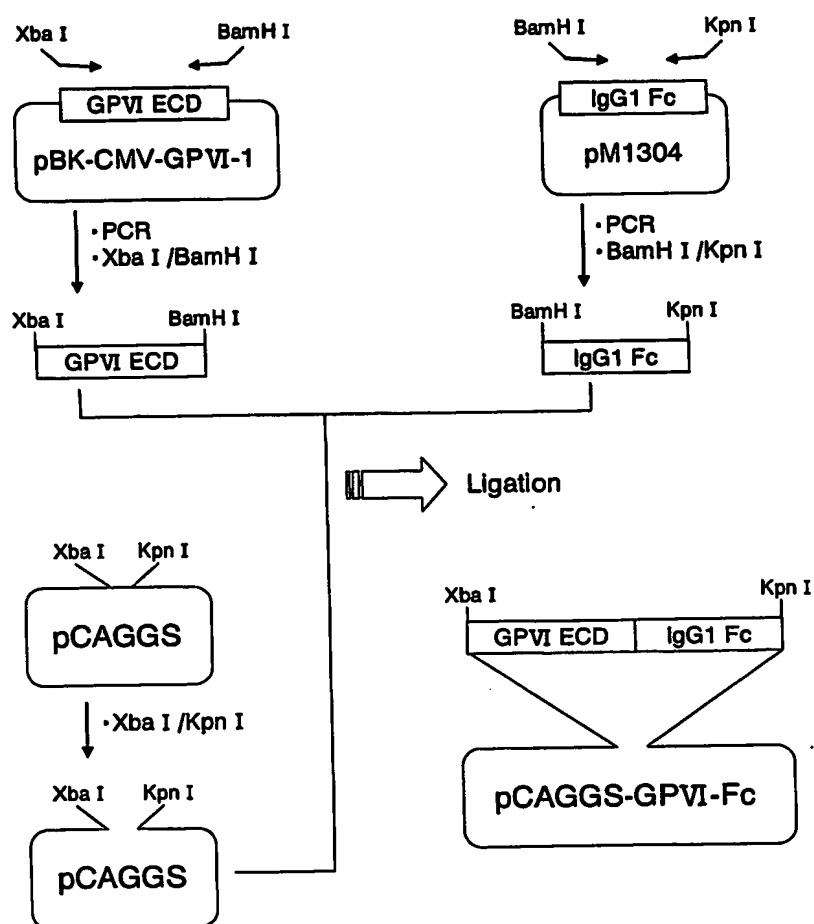 Xba I
BamH I
GPVI ECD
pBK-CMV-GPVI-1
BamH I
Kpn I
IgG1 Fc
pM1304
・PCR
・Xba I /BamH I
・PCR
・BamH I /Kpn I
Xba I
BamH I
GPVI ECD
BamH I
Kpn I
IgG1 Fc
Ligation
Xba I
Kpn I
pCAGGS
・Xba I /Kpn I
Xba I
Kpn I
pCAGGS
Xba I
Kpn I
GPVI ECD
IgG1 Fc
pCAGGS-GPVI-Fc